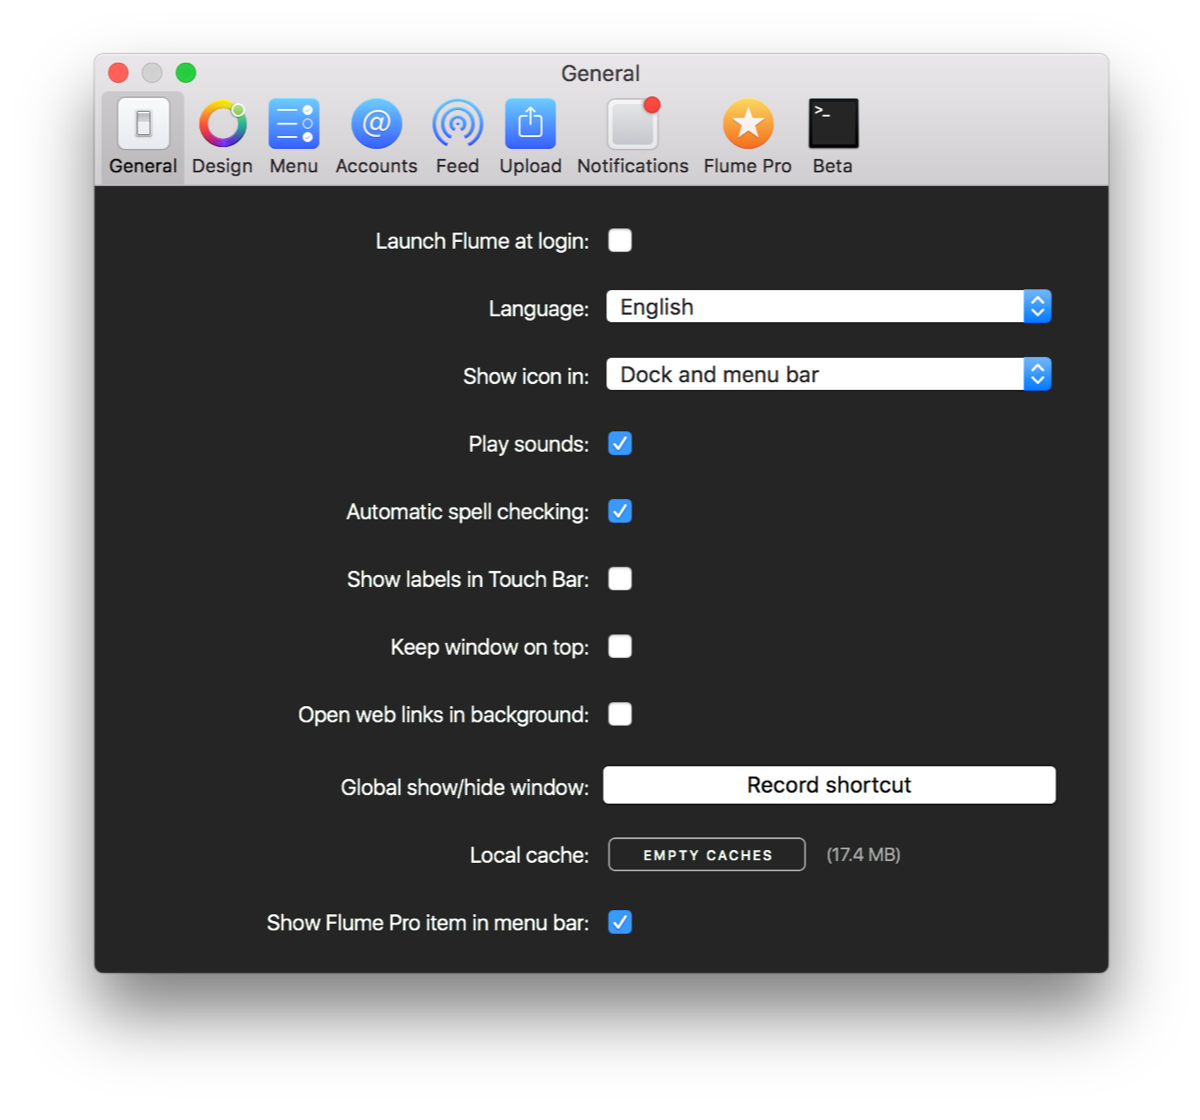 General
General Design Menu Accounts Feed Upload Notifications Flume Pro Beta
Launch Flume at login:
Language: English
Show icon in: Dock and menu bar
Play sounds:
Automatic spell checking:
Show labels in Touch Bar:
Keep window on top:
Open web links in background:
Global show/hide window: Record shortcut
Local cache: EMPTY CACHES (17.4 MB)
Show Flume Pro item in menu bar: